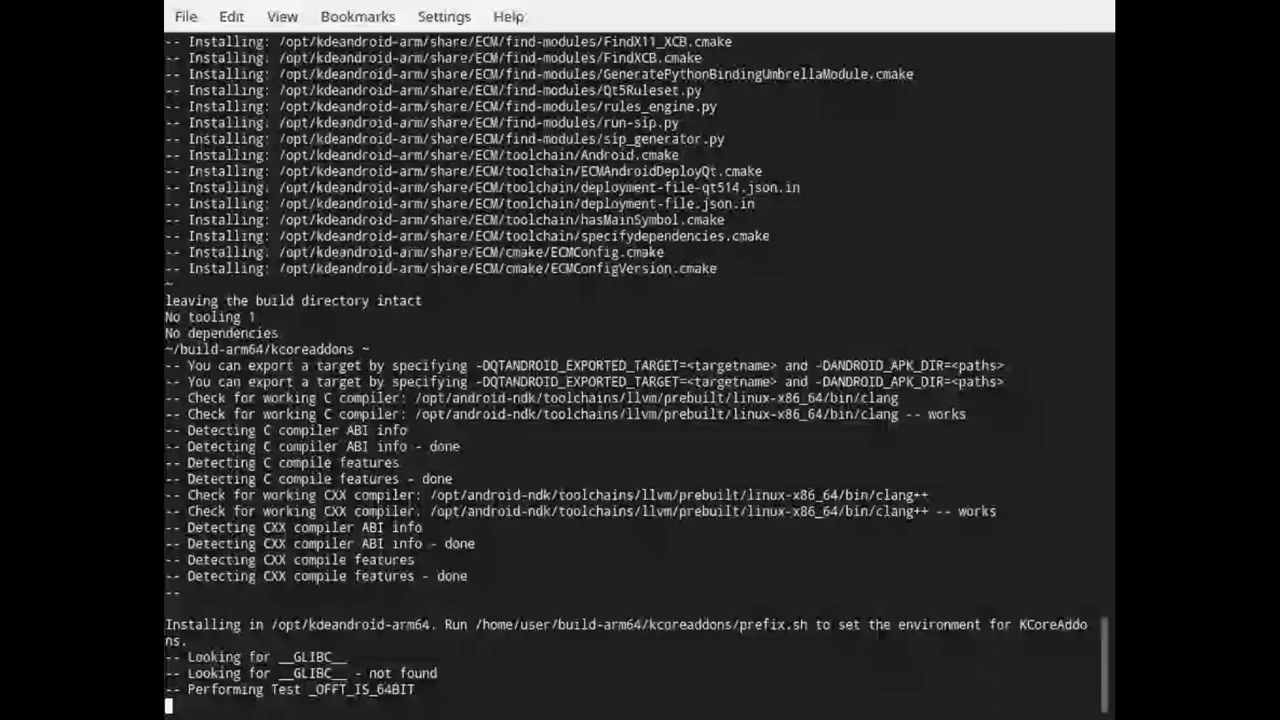 File Edit View Bookmarks Settings Help
-- Installing: /opt/kdeandroid-arm/share/ECM/find-modules/FindX11_XCB.cmake
-- Installing: /opt/kdeandroid-arm/share/ECM/find-modules/FindXCB.cmake
-- Installing: /opt/kdeandroid-arm/share/ECM/find-modules/GeneratePythonBindingUmbrellaModule.cmake
-- Installing: /opt/kdeandroid-arm/share/ECM/find-modules/Qt5Ruleset.py
-- Installing: /opt/kdeandroid-arm/share/ECM/find-modules/rules_engine.py
-- Installing: /opt/kdeandroid-arm/share/ECM/find-modules/run-sip.py
-- Installing: /opt/kdeandroid-arm/share/ECM/find-modules/sip_generator.py
-- Installing: /opt/kdeandroid-arm/share/ECM/toolchain/Android.cmake
-- Installing: /opt/kdeandroid-arm/share/ECM/toolchain/ECMAndroidDeployQt.cmake
-- Installing: /opt/kdeandroid-arm/share/ECM/toolchain/deployment-file-qt514.json.in
-- Installing: /opt/kdeandroid-arm/share/ECM/toolchain/deployment-file.json.in
-- Installing: /opt/kdeandroid-arm/share/ECM/toolchain/hasMainSymbol.cmake
-- Installing: /opt/kdeandroid-arm/share/ECM/toolchain/specifydependencies.cmake
-- Installing: /opt/kdeandroid-arm/share/ECM/cmake/ECMConfig.cmake
-- Installing: /opt/kdeandroid-arm/share/ECM/cmake/ECMConfigVersion.cmake
~
leaving the build directory intact
No tooling 1
No dependencies
~/build-arm64/kcoreaddons ~
-- You can export a target by specifying -DQTANDROID_EXPORTED_TARGET=<targetname> and -DANDROID_APK_DIR=<paths>
-- You can export a target by specifying -DQTANDROID_EXPORTED_TARGET=<targetname> and -DANDROID_APK_DIR=<paths>
-- Check for working C compiler: /opt/android-ndk/toolchains/llvm/prebuilt/linux-x86_64/bin/clang
-- Check for working C compiler: /opt/android-ndk/toolchains/llvm/prebuilt/linux-x86_64/bin/clang -- works
-- Detecting C compiler ABI info
-- Detecting C compiler ABI info - done
-- Detecting C compile features
-- Detecting C compile features - done
-- Check for working CXX compiler: /opt/android-ndk/toolchains/llvm/prebuilt/linux-x86_64/bin/clang++
-- Check for working CXX compiler: /opt/android-ndk/toolchains/llvm/prebuilt/linux-x86_64/bin/clang++ -- works
-- Detecting CXX compiler ABI info
-- Detecting CXX compiler ABI info - done
-- Detecting CXX compile features
-- Detecting CXX compile features - done
--
Installing in /opt/kdeandroid-arm64. Run /home/user/build-arm64/kcoreaddons/prefix.sh to set the environment for KCoreAddo
ns.
-- Looking for __GLIBC__
-- Looking for __GLIBC__ - not found
-- Performing Test _OFFT_IS_64BIT